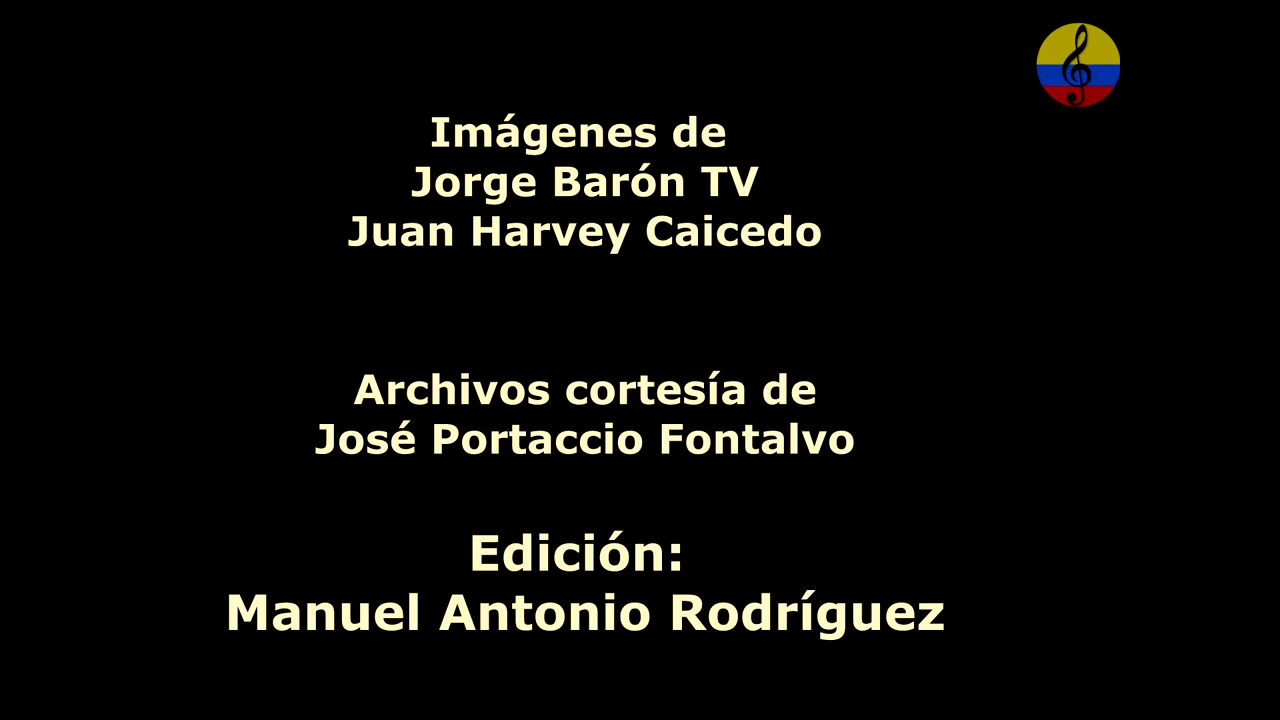 Imágenes de
Jorge Barón TV
Juan Harvey Caicedo
Archivos cortesía de
José Portaccio Fontalvo
Edición:
Manuel Antonio Rodríguez